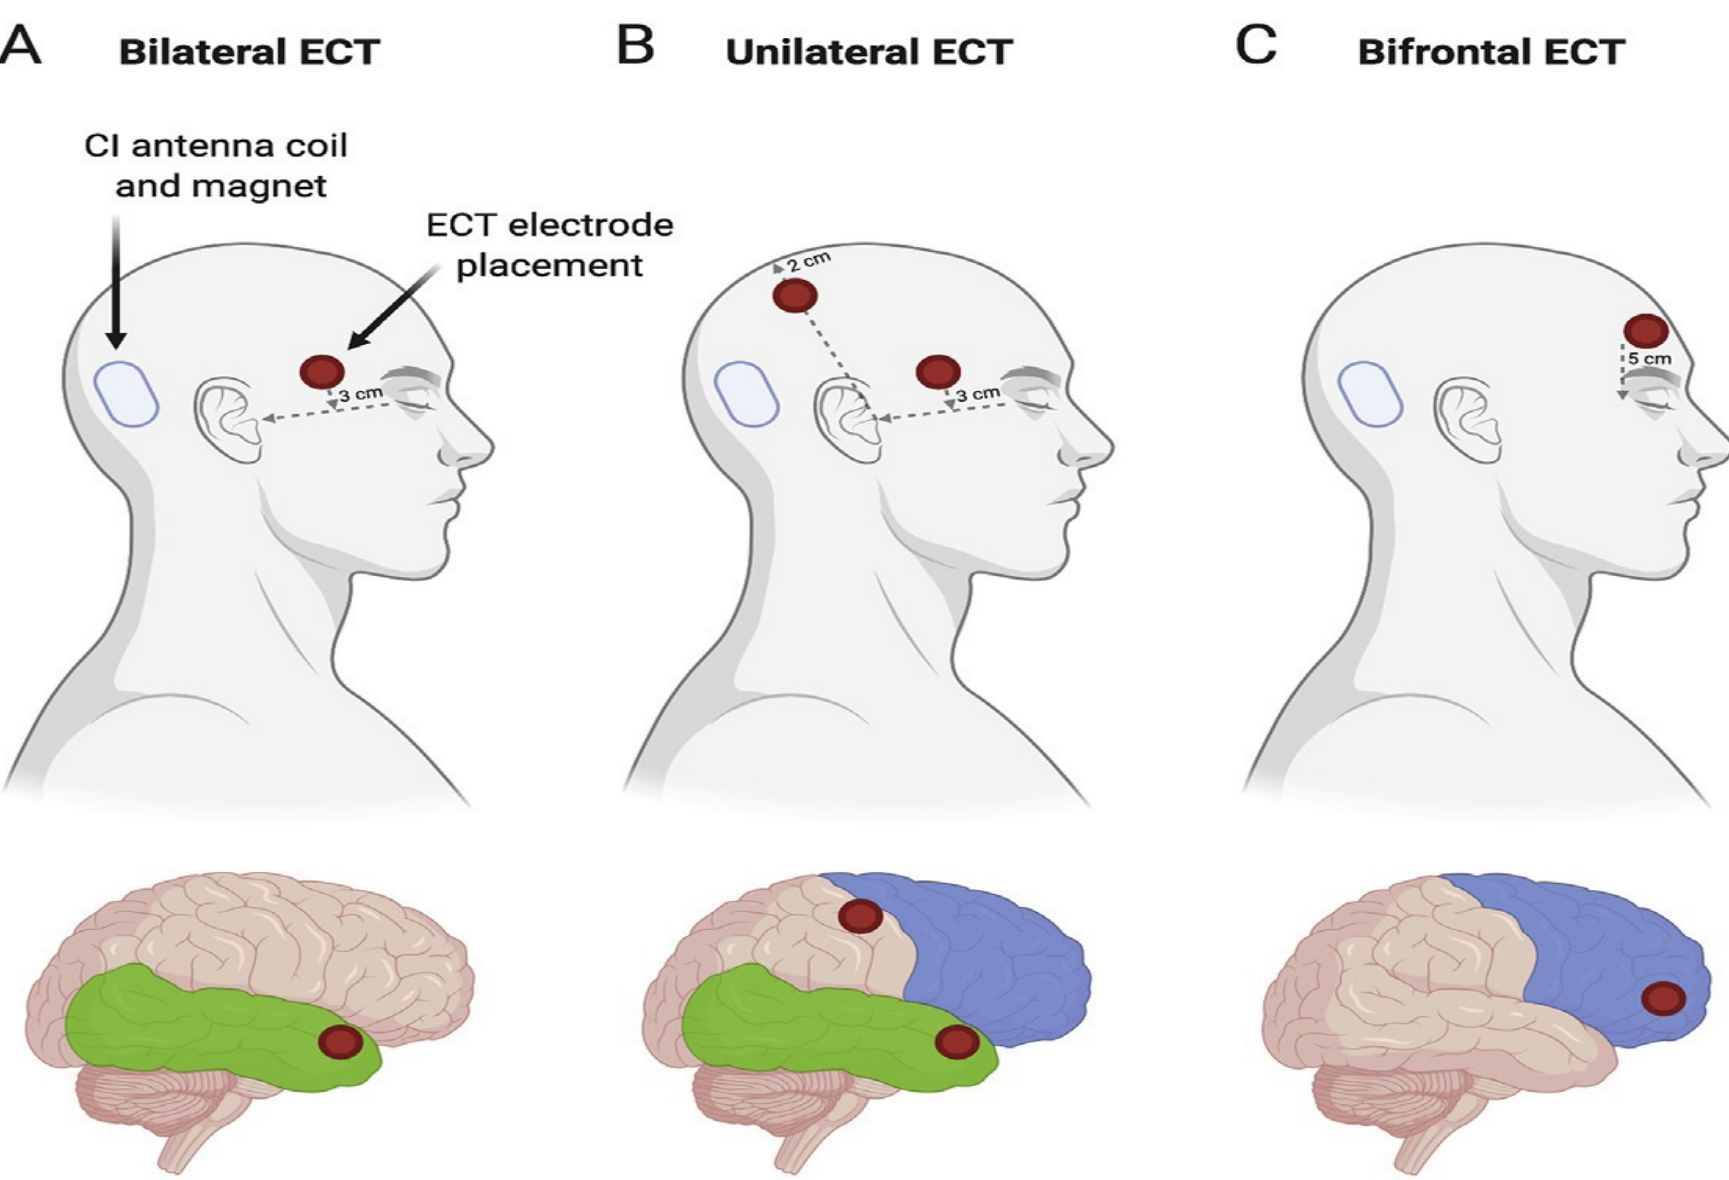 A Bilateral ECT
B Unilateral ECT
C Bifrontal ECT
CI antenna coil
and magnet
ECT electrode
placement
3 cm
2 cm
3 cm
5 cm